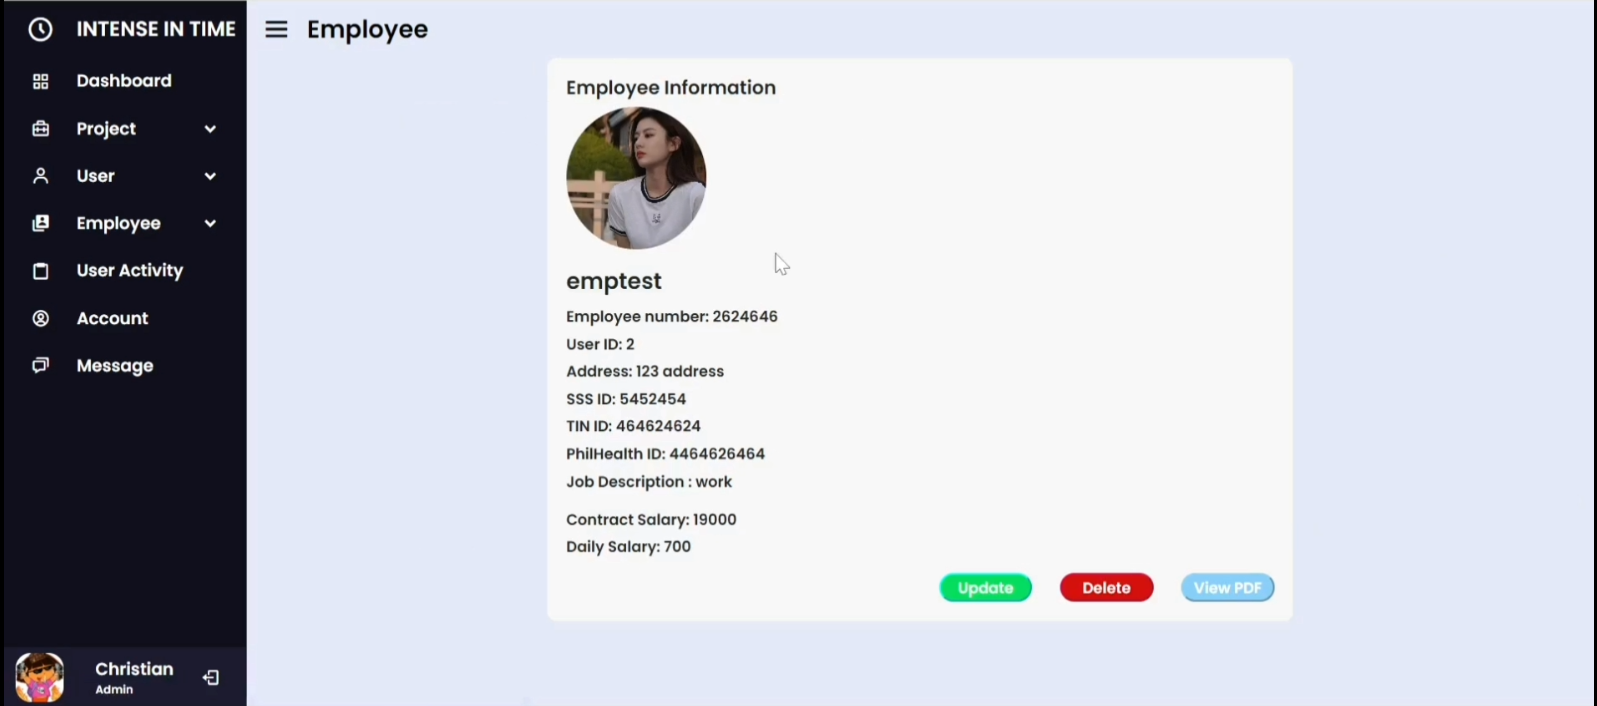 INTENSE IN TIME
Employee
Dashboard
Project
User
Employee
User Activity
Account
Message
Christian
Admin
Employee Information
emptest
Employee number: 2624646
User ID: 2
Address: 123 address
SSS ID: 5452454
TIN ID: 464624624
PhilHealth ID: 4464626464
Job Description : work
Contract Salary: 19000
Daily Salary: 700
Update Delete View PDF